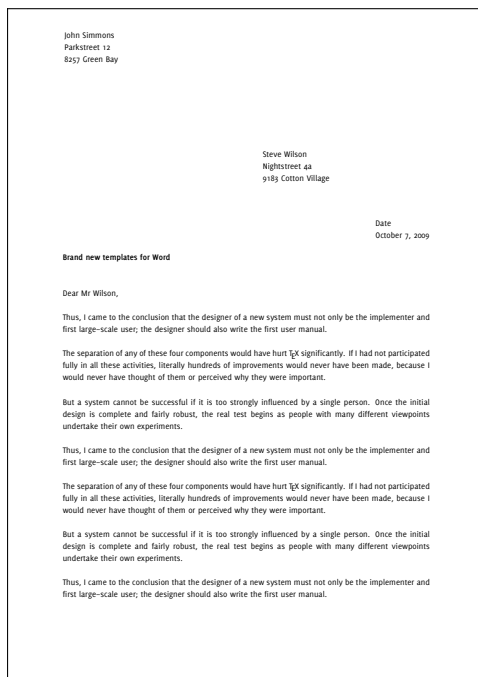 John Simmons
Parkstreet 12
8257 Green Bay
Steve Wilson
Nightstreet 4a
9183 Cotton Village
Date
October 7, 2009
Brand new templates for Word
Dear Mr Wilson,
Thus, I came to the conclusion that the designer of a new system must not only be the implementer and
first large-scale user; the designer should also write the first user manual.
The separation of any of these four components would have hurt TEX significantly. If I had not participated
fully in all these activities, literally hundreds of improvements would never have been made, because I
would never have thought of them or perceived why they were important.
But a system cannot be successful if it is too strongly influenced by a single person. Once the initial
design is complete and fairly robust, the real test begins as people with many different viewpoints
undertake their own experiments.
Thus, I came to the conclusion that the designer of a new system must not only be the implementer and
first large-scale user; the designer should also write the first user manual.
The separation of any of these four components would have hurt TEX significantly. If I had not participated
fully in all these activities, literally hundreds of improvements would never have been made, because I
would never have thought of them or perceived why they were important.
But a system cannot be successful if it is too strongly influenced by a single person. Once the initial
design is complete and fairly robust, the real test begins as people with many different viewpoints
undertake their own experiments.
Thus, I came to the conclusion that the designer of a new system must not only be the implementer and
first large-scale user; the designer should also write the first user manual.